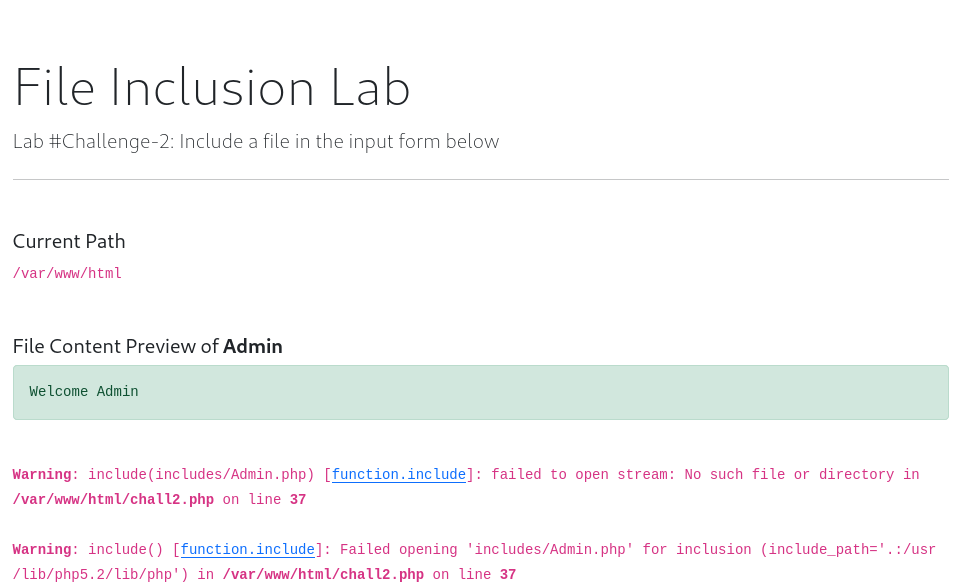 File Inclusion Lab
Lab #Challenge-2: Include a file in the input form below
Current Path
/var/www/html
File Content Preview of Admin
Welcome Admin
Warning: include(includes/Admin.php) [function.include]: failed to open stream: No such file or directory in
/var/www/html/chall2.php on line 37
Warning: include() [function.include]: Failed opening 'includes/Admin.php' for inclusion (include_path='.:/usr
/lib/php5.2/lib/php') in /var/www/html/chall2.php on line 37